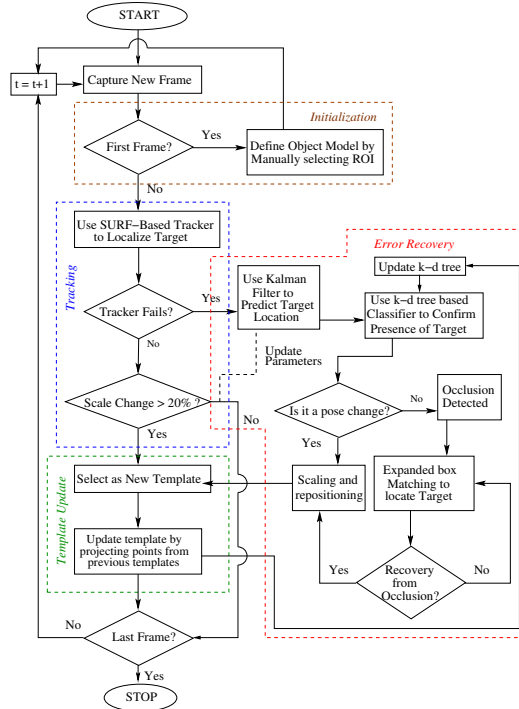 START
t = t+1
Capture New Frame
Initialization
First Frame?
Yes
Define Object Model by
Manually selecting ROI
No
Use SURF-Based Tracker
to Localize Target
Tracking
Error Recovery
Update k-d tree
Tracker Fails?
Yes
Use Kalman
Filter to
Predict Target
Location
Use k-d tree based
Classifier to Confirm
Presence of Target
No
Update
Parameters
Scale Change > 20% ?
No
Yes
Is it a pose change?
No
Occlusion
Detected
Yes
Template Update
Select as New Template
Scaling and
repositioning
Expanded box
Matching to
locate Target
Update template by
projecting points from
previous templates
Yes
Recovery
from
Occlusion?
No
No
Last Frame?
Yes
STOP